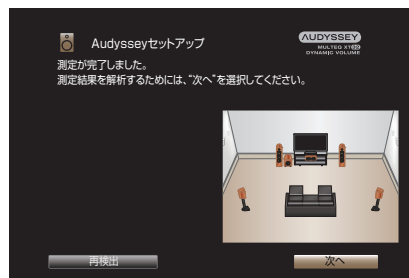 Audysseyセットアップ
AUDYSSEY
MULTEQ XT32
DYNAMIC VOLUME
測定が完了しました。
測定結果を解析するためには、“次へ”を選択してください。
再検出
次へ